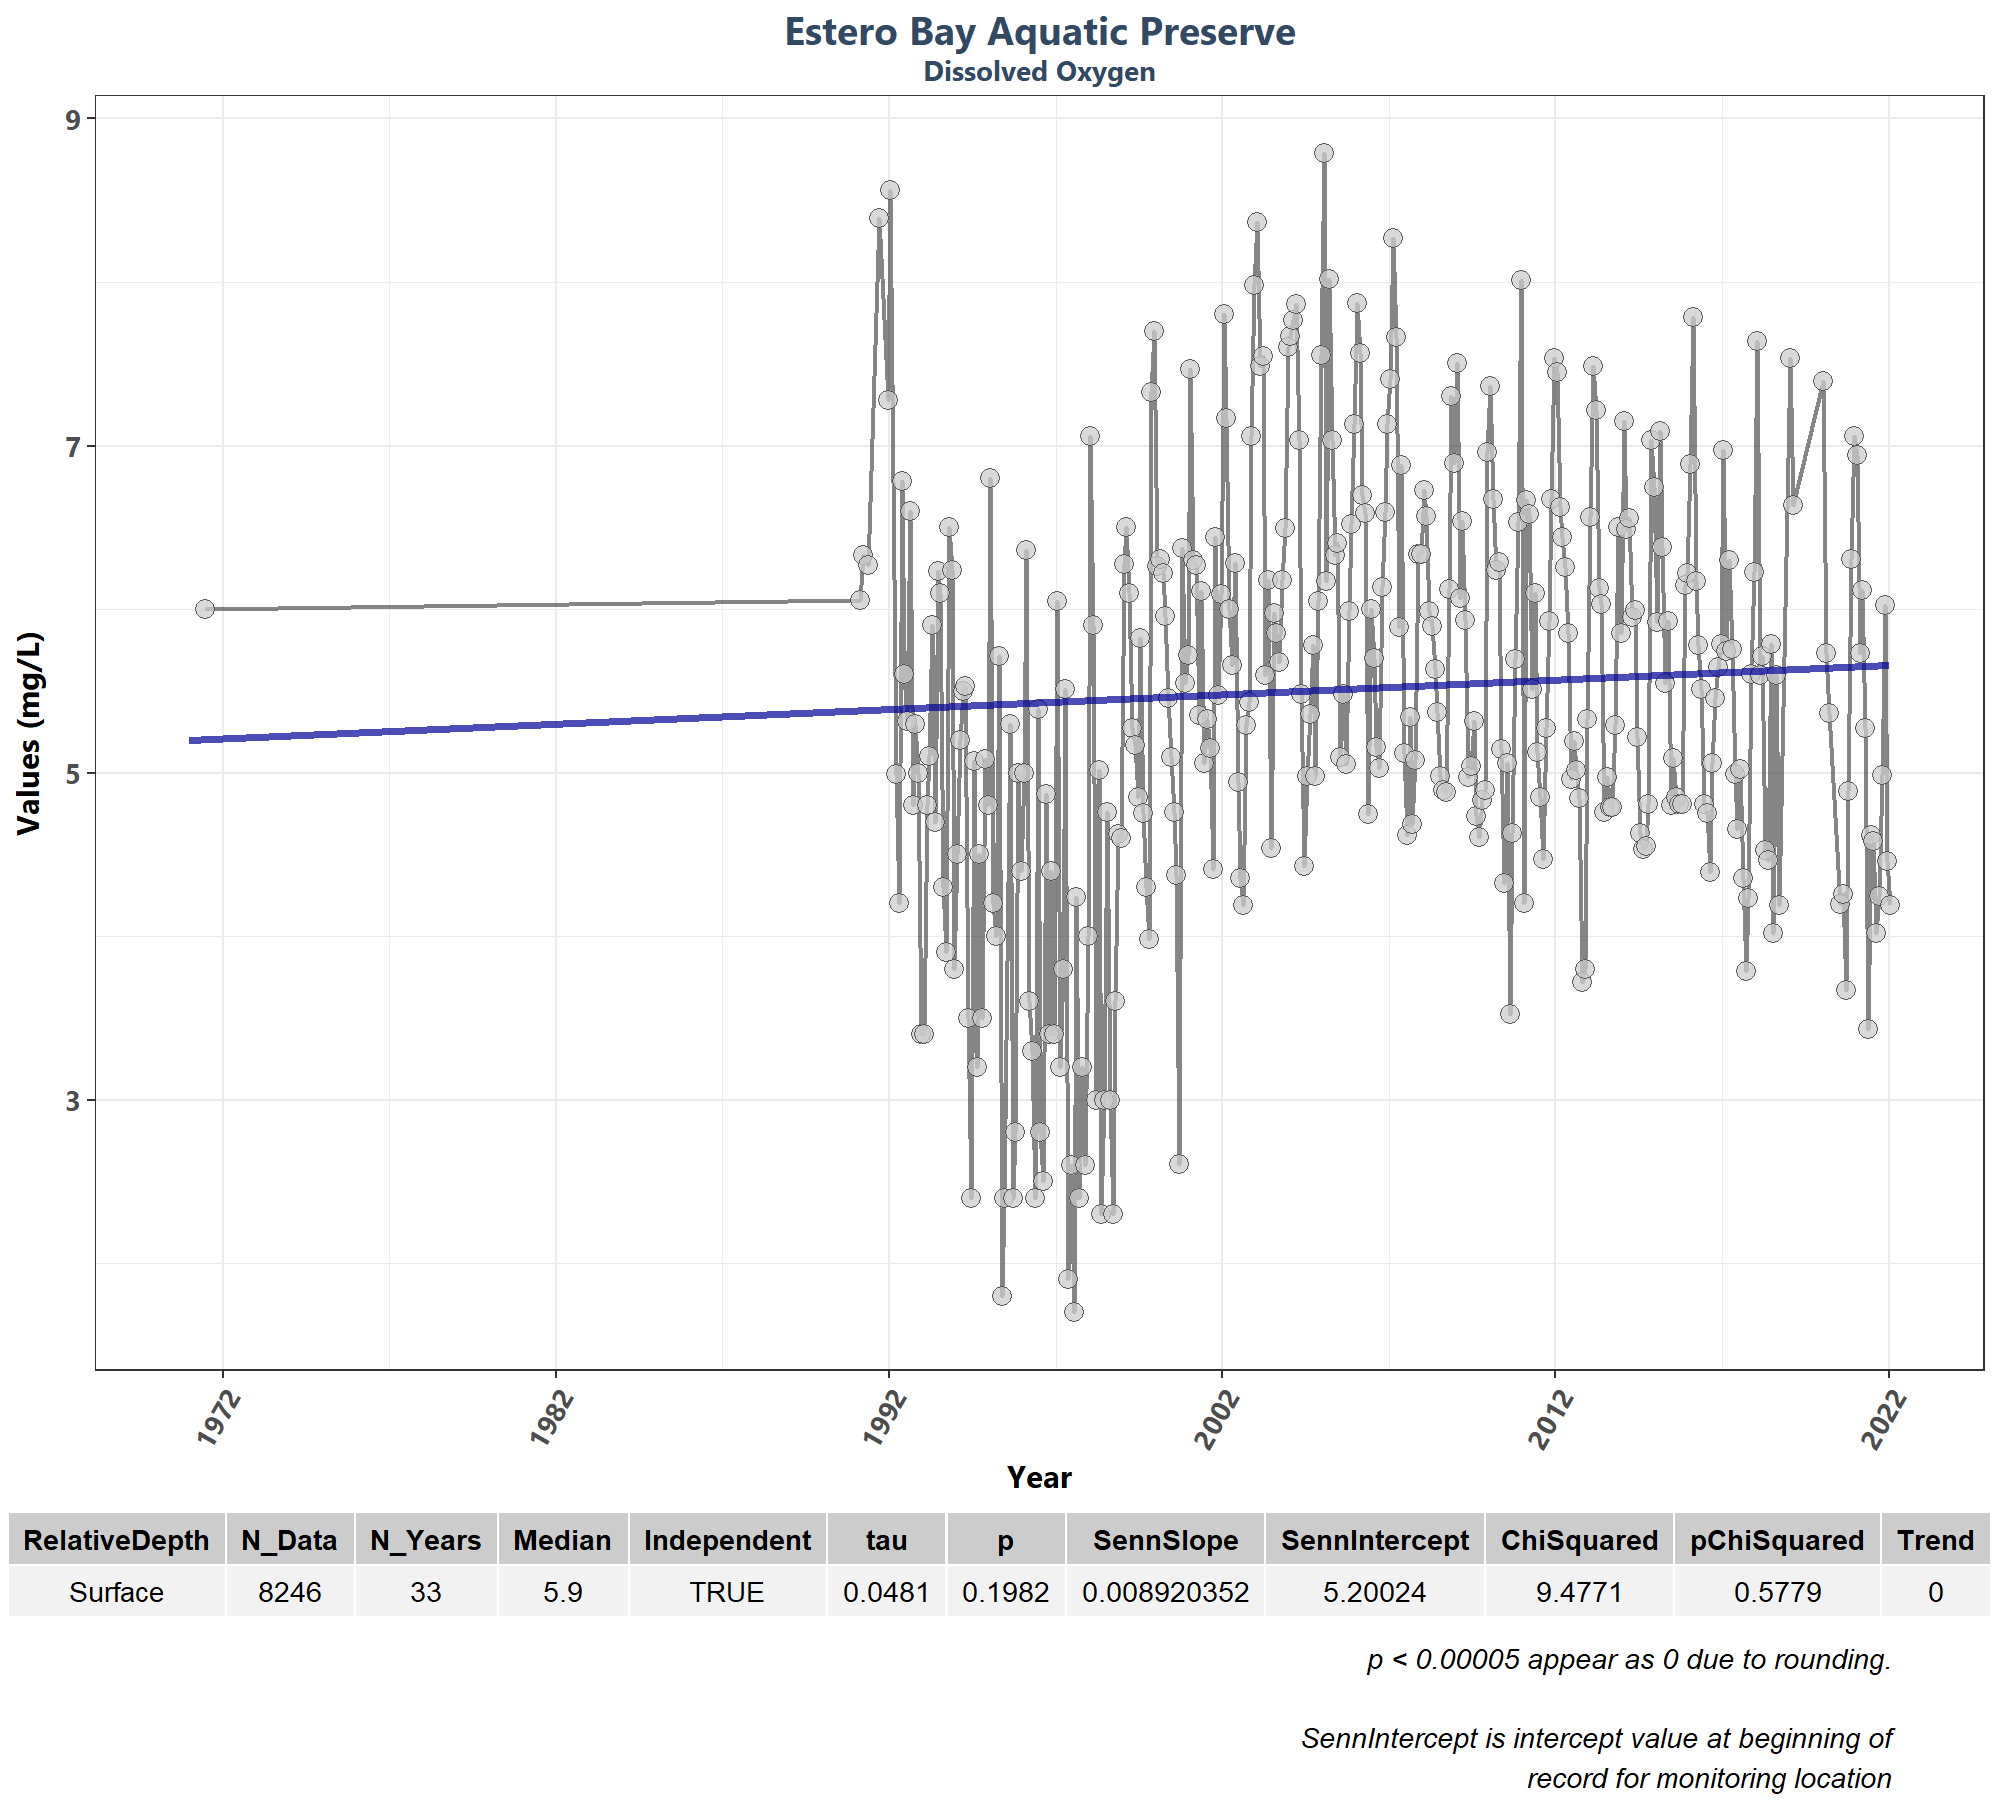 Estero Bay Aquatic Preserve
Dissolved Oxygen
Values (mg/L)
9
7
5
3
1972 1982 1992 2002 2012 2022
Year
RelativeDepth N_Data N_Years Median Independent tau p SennSlope SennIntercept ChiSquared pChiSquared Trend
Surface 8246 33 5.9 TRUE 0.0481 0.1982 0.008920352 5.20024 9.4771 0.5779 0
p < 0.00005 appear as 0 due to rounding.
SennIntercept is intercept value at beginning of
record for monitoring location